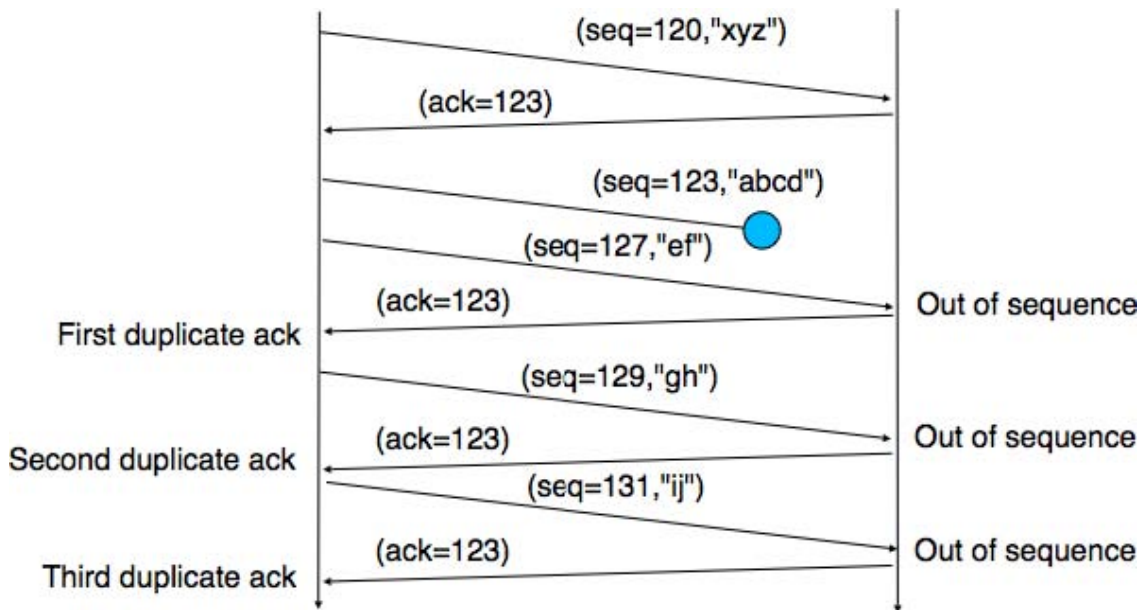 (seq=120,"xyz")
(ack=123)
(seq=123,"abcd")
(seq=127,"ef")
(ack=123)
Out of sequence
First duplicate ack
(seq=129,"gh")
(ack=123)
Out of sequence
Second duplicate ack
(seq=131,"ij")
(ack=123)
Out of sequence
Third duplicate ack